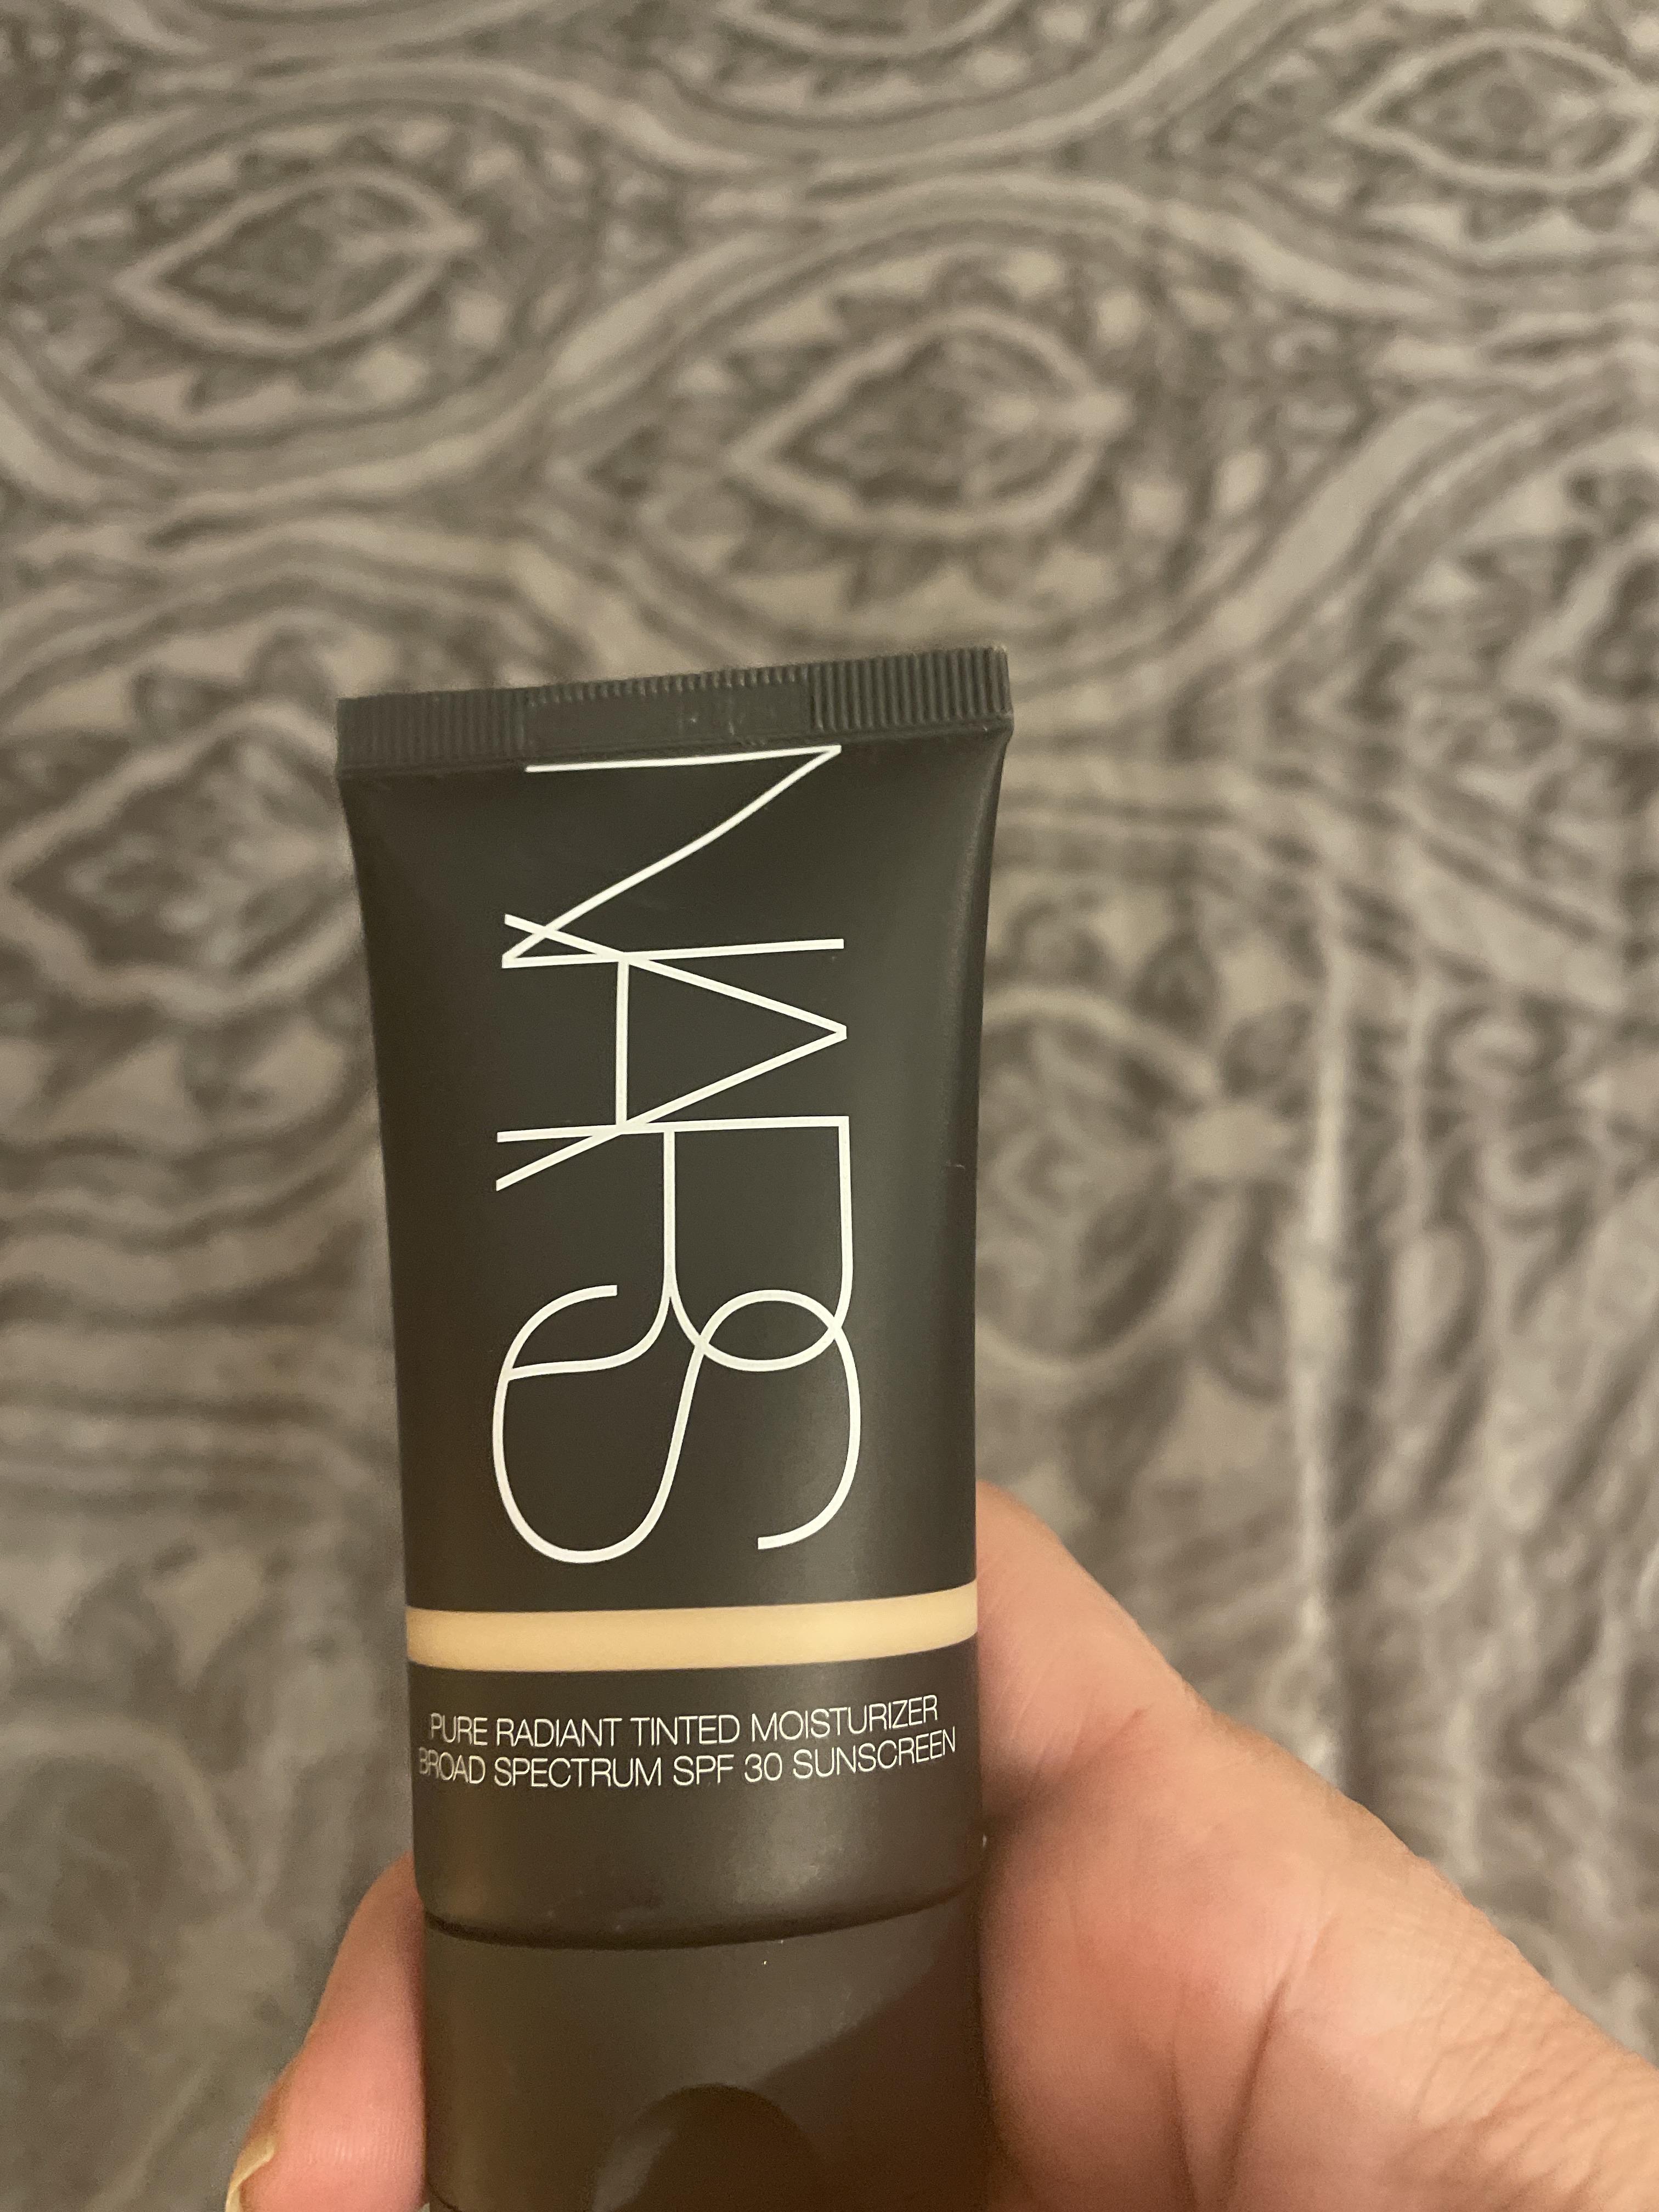 NARS
PURE RADIANT TINTED MOISTURIZER
BROAD SPECTRUM SPF 30 SUNSCREEN